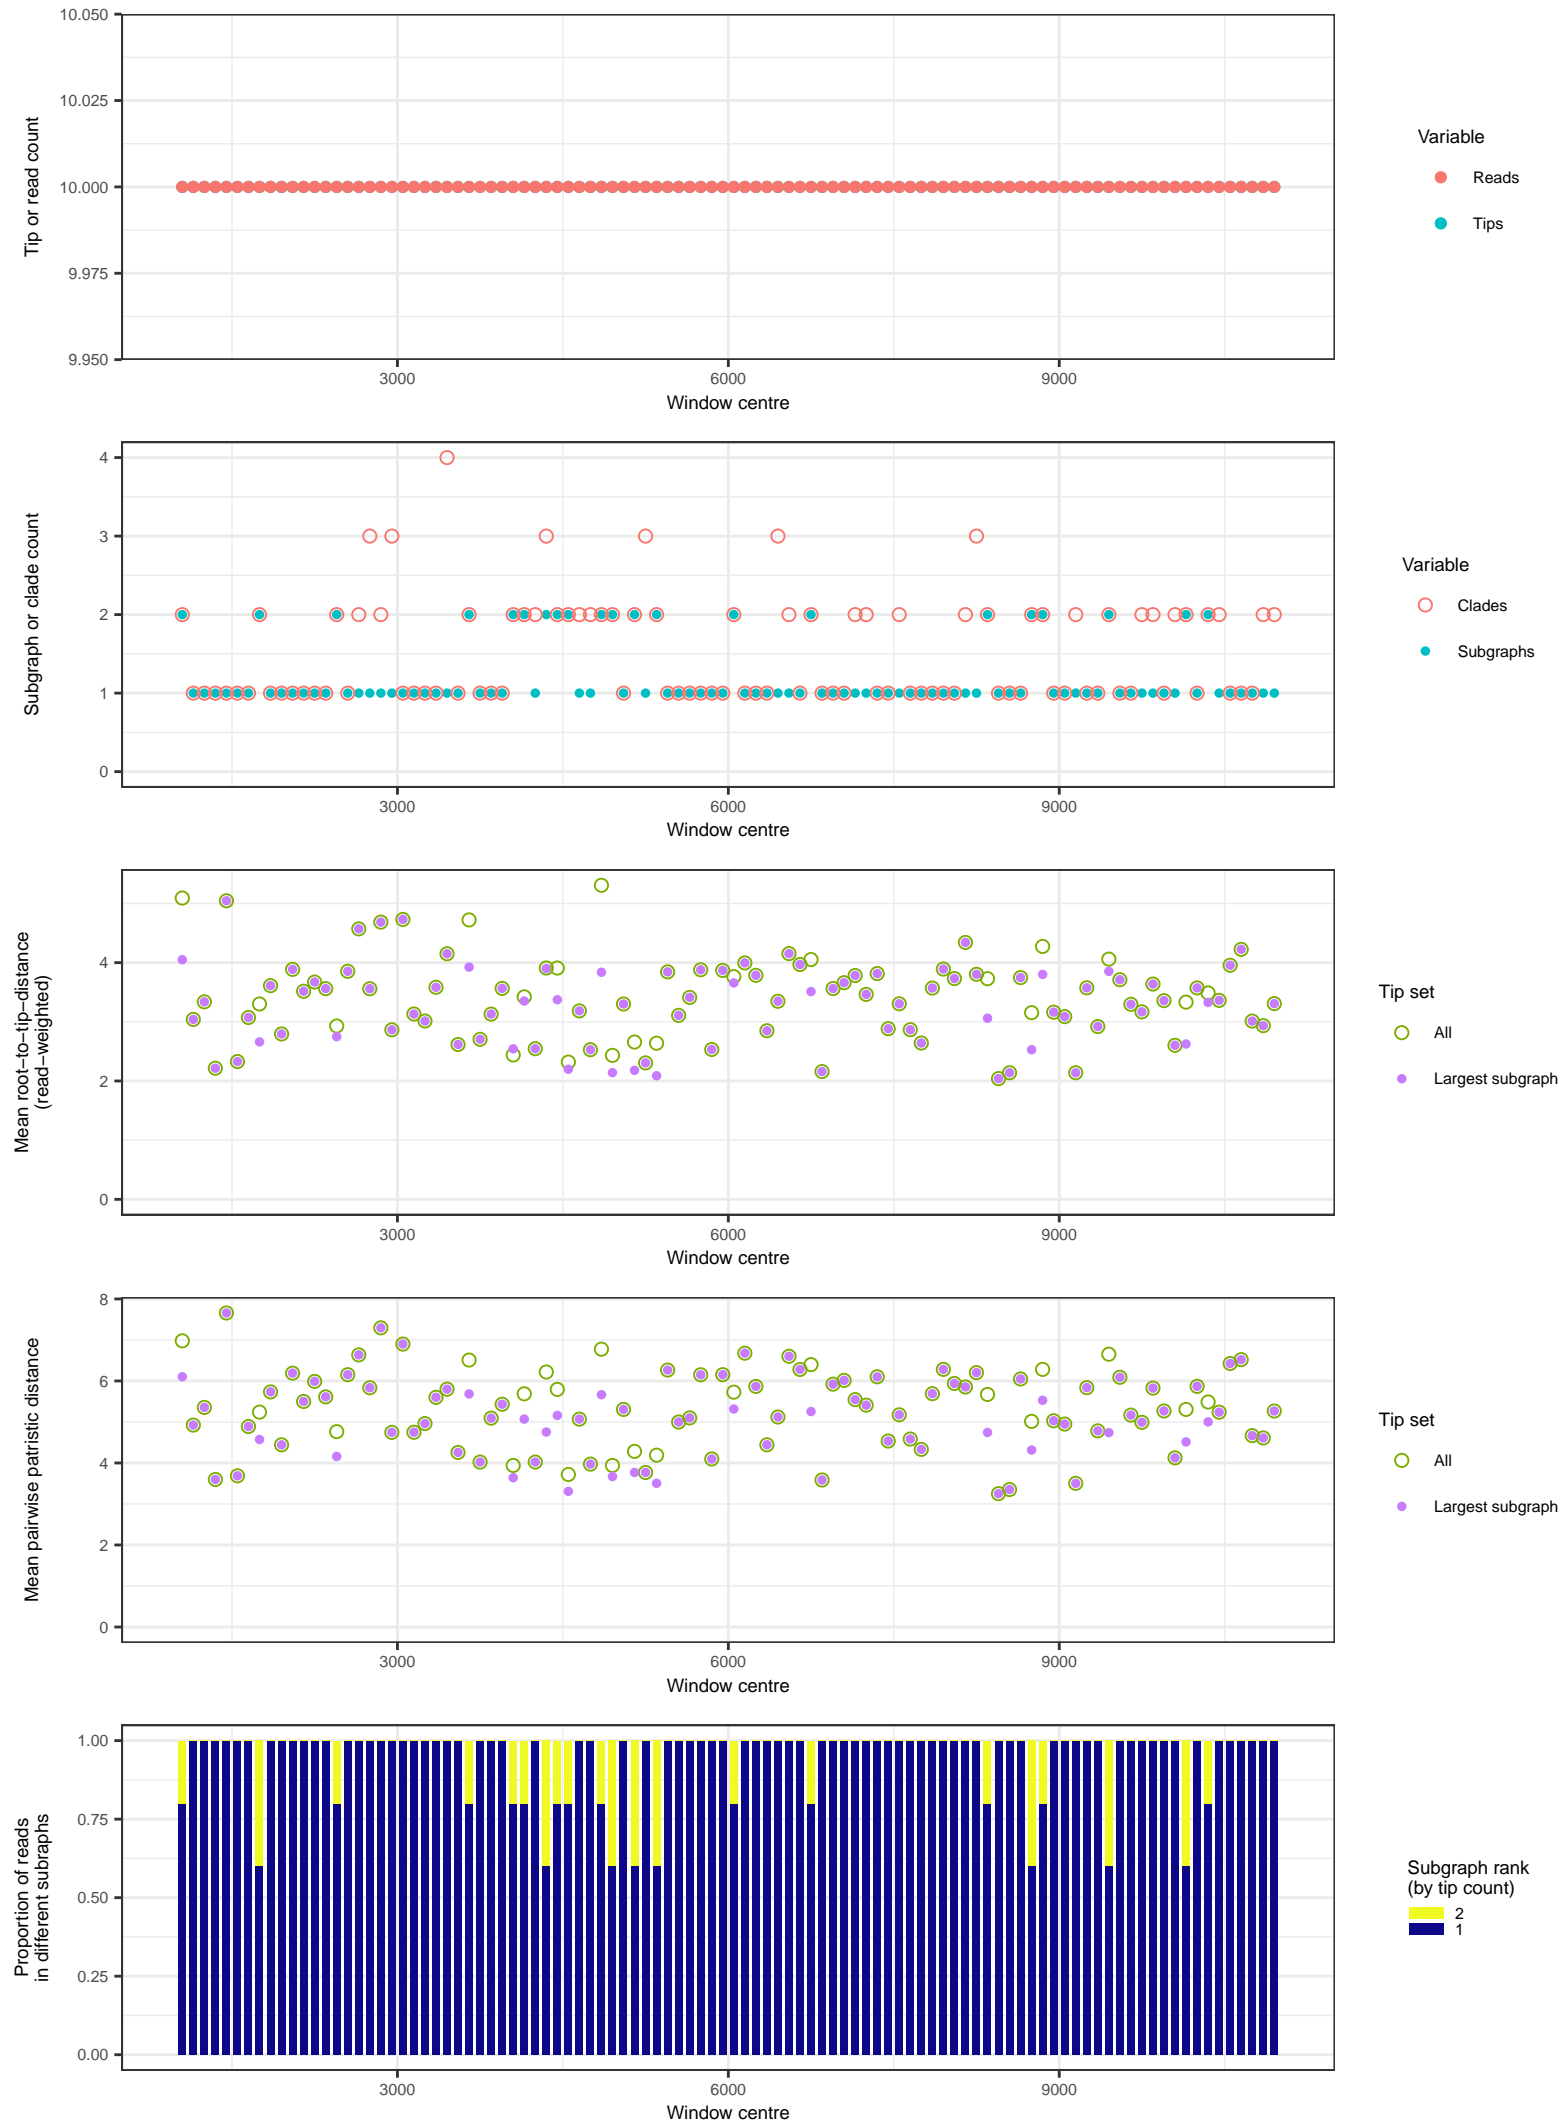 10.050
10.025
10.000
9.975
9.950
Tip or read count
3000
6000
9000
Window centre
Variable
Reads
Tips
4
3
2
1
0
Subgraph or clade count
3000
6000
9000
Window centre
Variable
Clades
Subgraphs
4
2
0
Mean root−to−tip−distance
(read−weighted)
3000
6000
9000
Window centre
Tip set
All
Largest subgraph
8
6
4
2
0
Mean pairwise patristic distance
3000
6000
9000
Window centre
Tip set
All
Largest subgraph
1.00
0.75
0.50
0.25
0.00
Proportion of reads
in different subraphs
3000
6000
9000
Window centre
Subgraph rank
(by tip count)
2
1